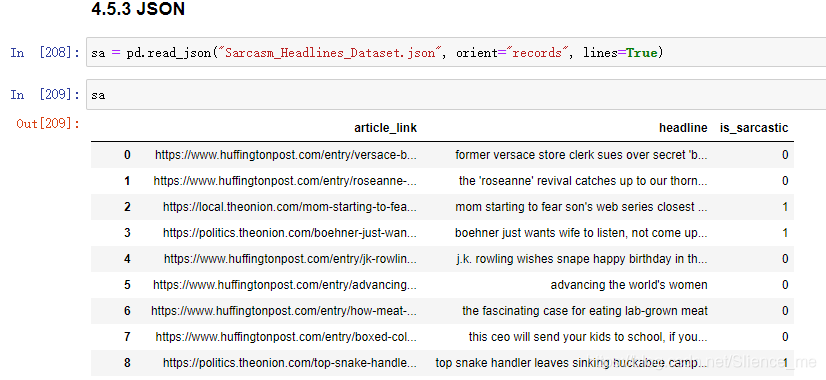 4.5.3 JSON
In [208]: sa = pd.read_json("Sarcasm_Headlines_Dataset.json", orient="records", lines=True)
In [209]: sa
Out[209]:
article_link headline is_sarcastic
0 https://www.huffingtonpost.com/entry/versace-b... former versace store clerk sues over secret 'b... 0
1 https://www.huffingtonpost.com/entry/roseanne-... the 'roseanne' revival catches up to our thorn... 0
2 https://local.theonion.com/mom-starting-to-fea... mom starting to fear son's web series closest ... 1
3 https://politics.theonion.com/boehner-just-wan... boehner just wants wife to listen, not come up... 1
4 https://www.huffingtonpost.com/entry/jk-rowlin... j.k. rowling wishes snape happy birthday in th... 0
5 https://www.huffingtonpost.com/entry/advancing... advancing the world's women 0
6 https://www.huffingtonpost.com/entry/how-meat-... the fascinating case for eating lab-grown meat 0
7 https://www.huffingtonpost.com/entry/boxed-col... this ceo will send your kids to school, if you... 0
8 https://politics.theonion.com/top-snake-handle... top snake handler leaves sinking huckabee camp... 1